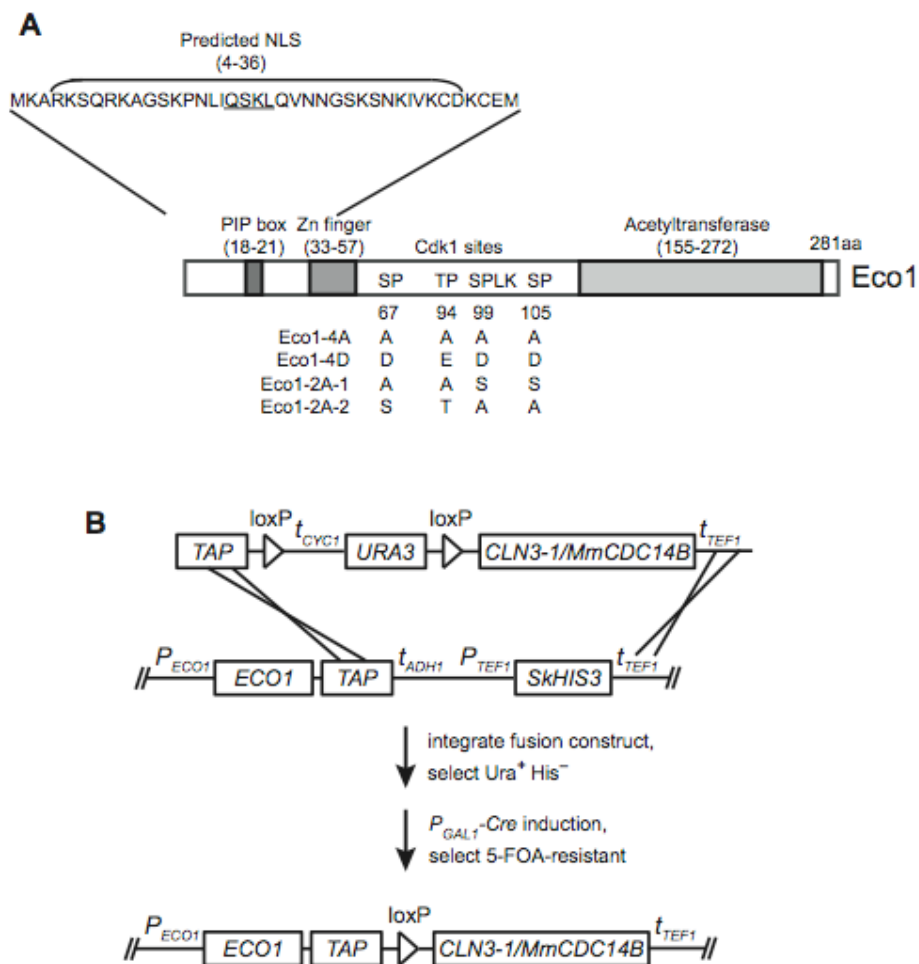 A
Predicted NLS
(4-36)
MKARKSQRKAGSKPNLIQSKLQVNNGSKSNKIVKCDKCEM
PIP box Zn finger Cdk1 sites Acetyltransferase
(18-21) (33-57) (155-272) 281aa
SP TP SPLK SP Eco1
67 94 99 105
Eco1-4A A A A A
Eco1-4D D E D D
Eco1-2A-1 A A S S
Eco1-2A-2 S T A A
B
loxP tCYC1 loxP tTEF1
TAP URA3 CLN3-1/MmCDC14B
PECO1 tADH1 PTEF1 tTEF1
ECO1 TAP SkHIS3
integrate fusion construct,
select Ura+ His–
PGAL1-Cre induction,
select 5-FOA-resistant
PECO1 loxP tTEF1
ECO1 TAP CLN3-1/MmCDC14B